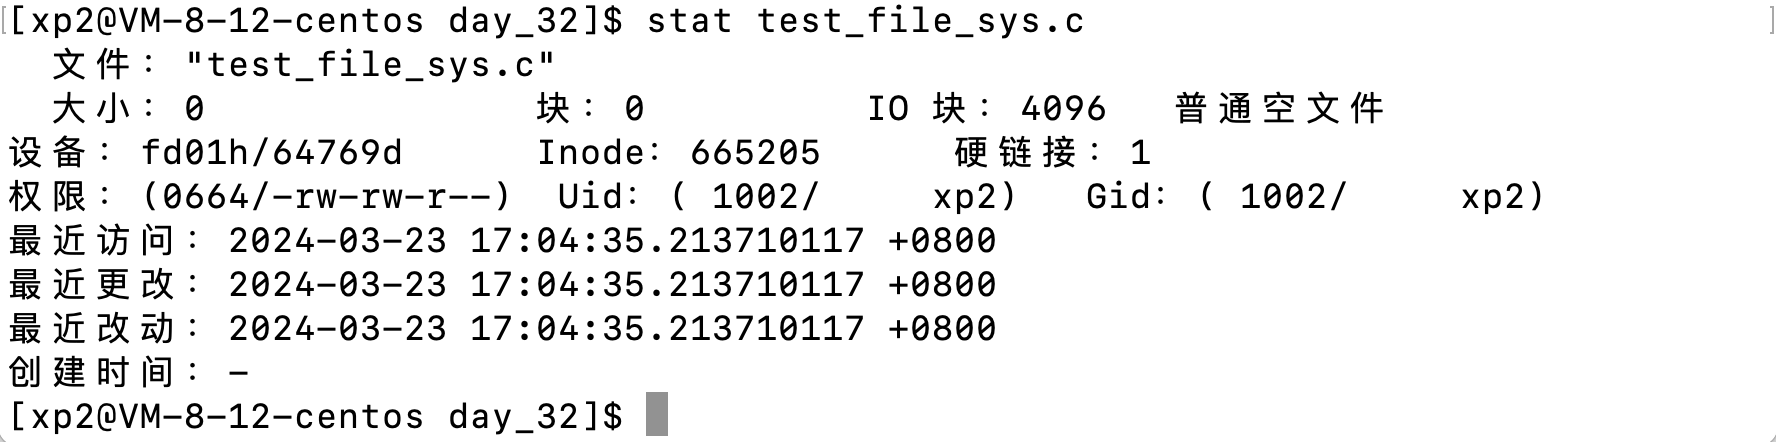 [xp2@VM-8-12-centos day_32]$ stat test_file_sys.c
  文件："test_file_sys.c"
  大小：0               块：0          IO 块：4096   普通空文件
设备：fd01h/64769d      Inode：665205      硬链接：1
权限：(0664/-rw-rw-r--)  Uid：( 1002/     xp2)   Gid：( 1002/     xp2)
最近访问：2024-03-23 17:04:35.213710117 +0800
最近更改：2024-03-23 17:04:35.213710117 +0800
最近改动：2024-03-23 17:04:35.213710117 +0800
创建时间：-
[xp2@VM-8-12-centos day_32]$